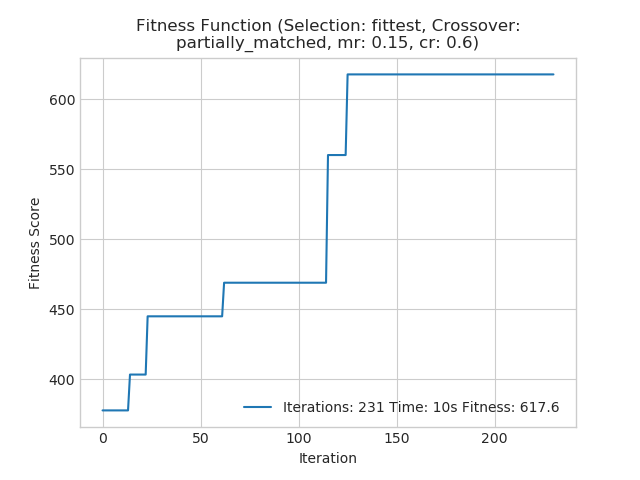 Fitness Function (Selection: fittest, Crossover:
partially_matched, mr: 0.15, cr: 0.6)
Fitness Score
600
550
500
450
400
Iterations: 231 Time: 10s Fitness: 617.6
0 50 100 150 200
Iteration